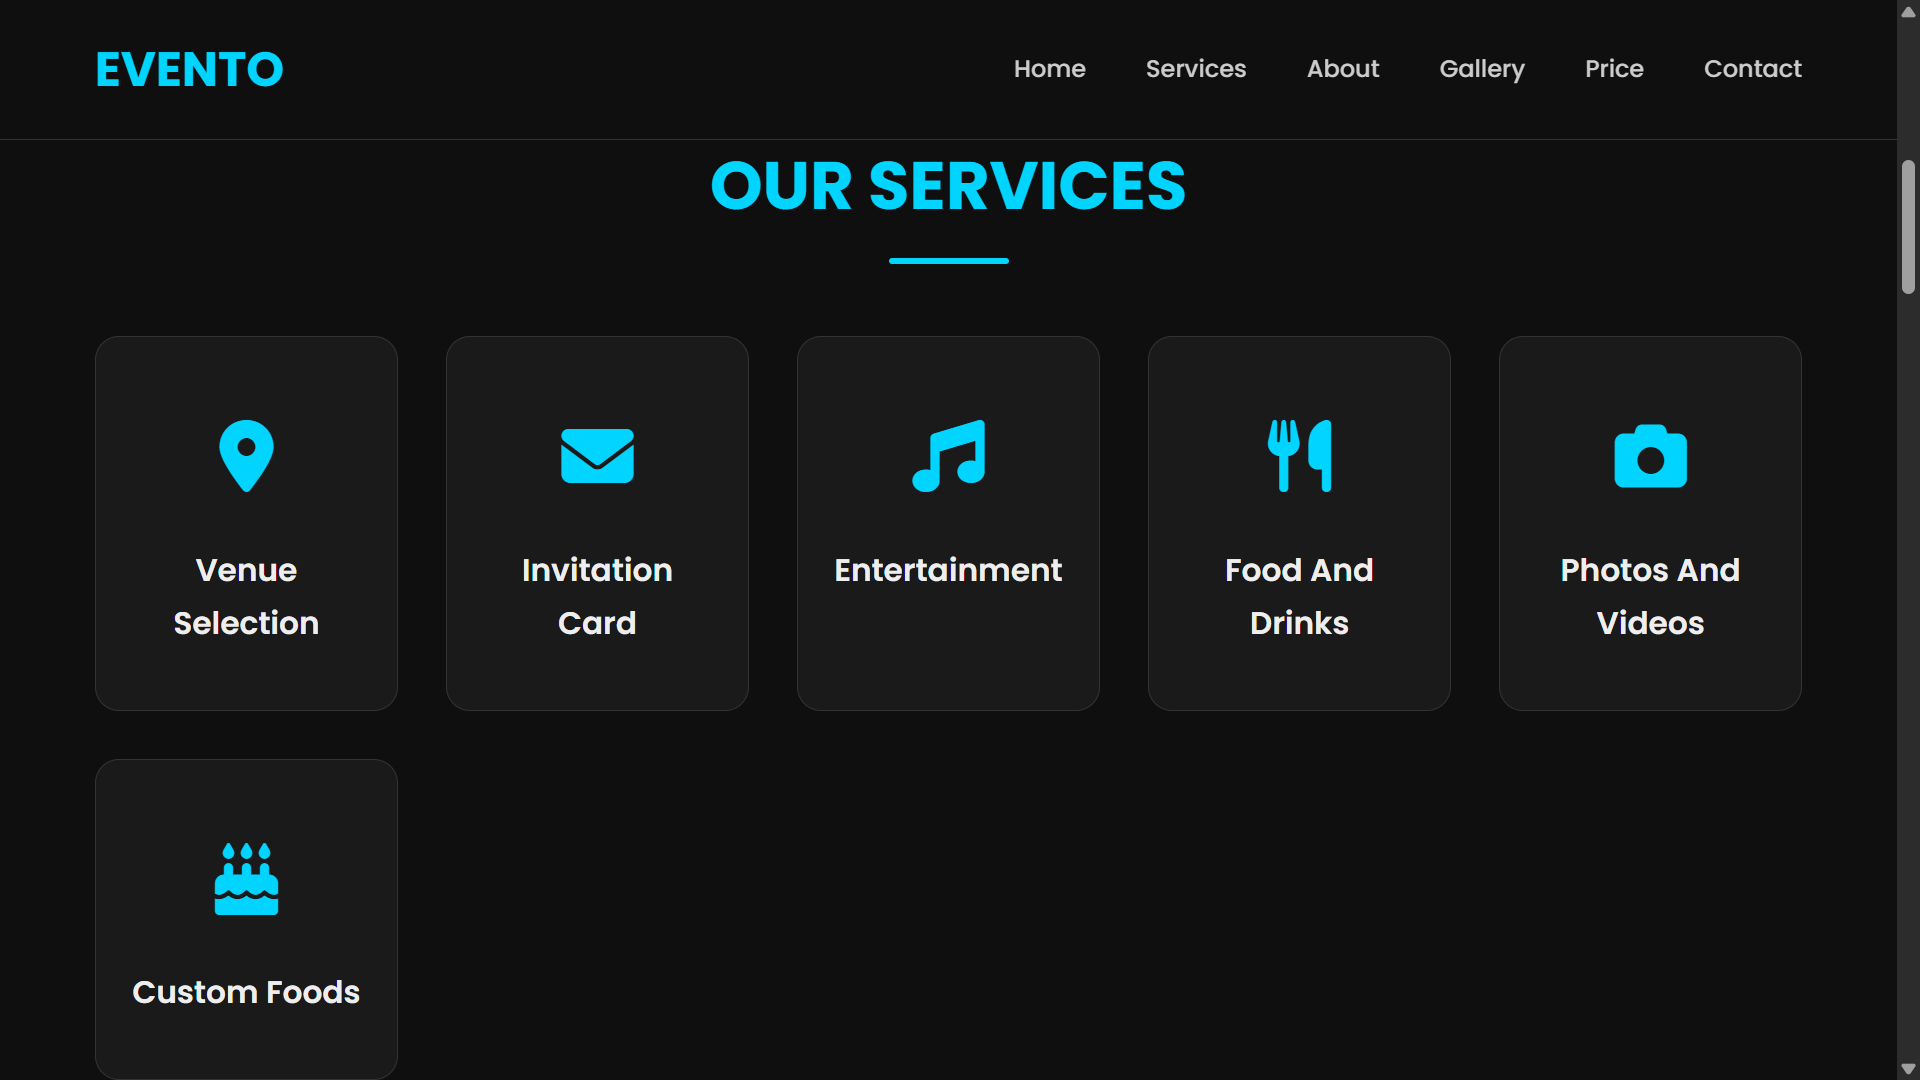 EVENTO
Home
Services
About
Gallery
Price
Contact
OUR SERVICES
Venue
Selection
Invitation
Card
Entertainment
Food And
Drinks
Photos And
Videos
Custom Foods